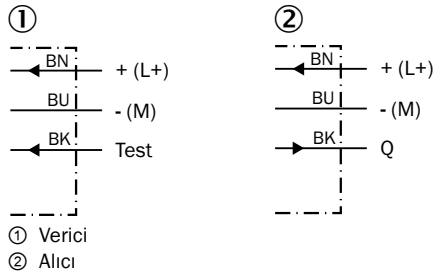 ① ②
BN + (L+) BN + (L+)
BU - (M) BU - (M)
BK Test BK Q
① Verici
② Alıcı